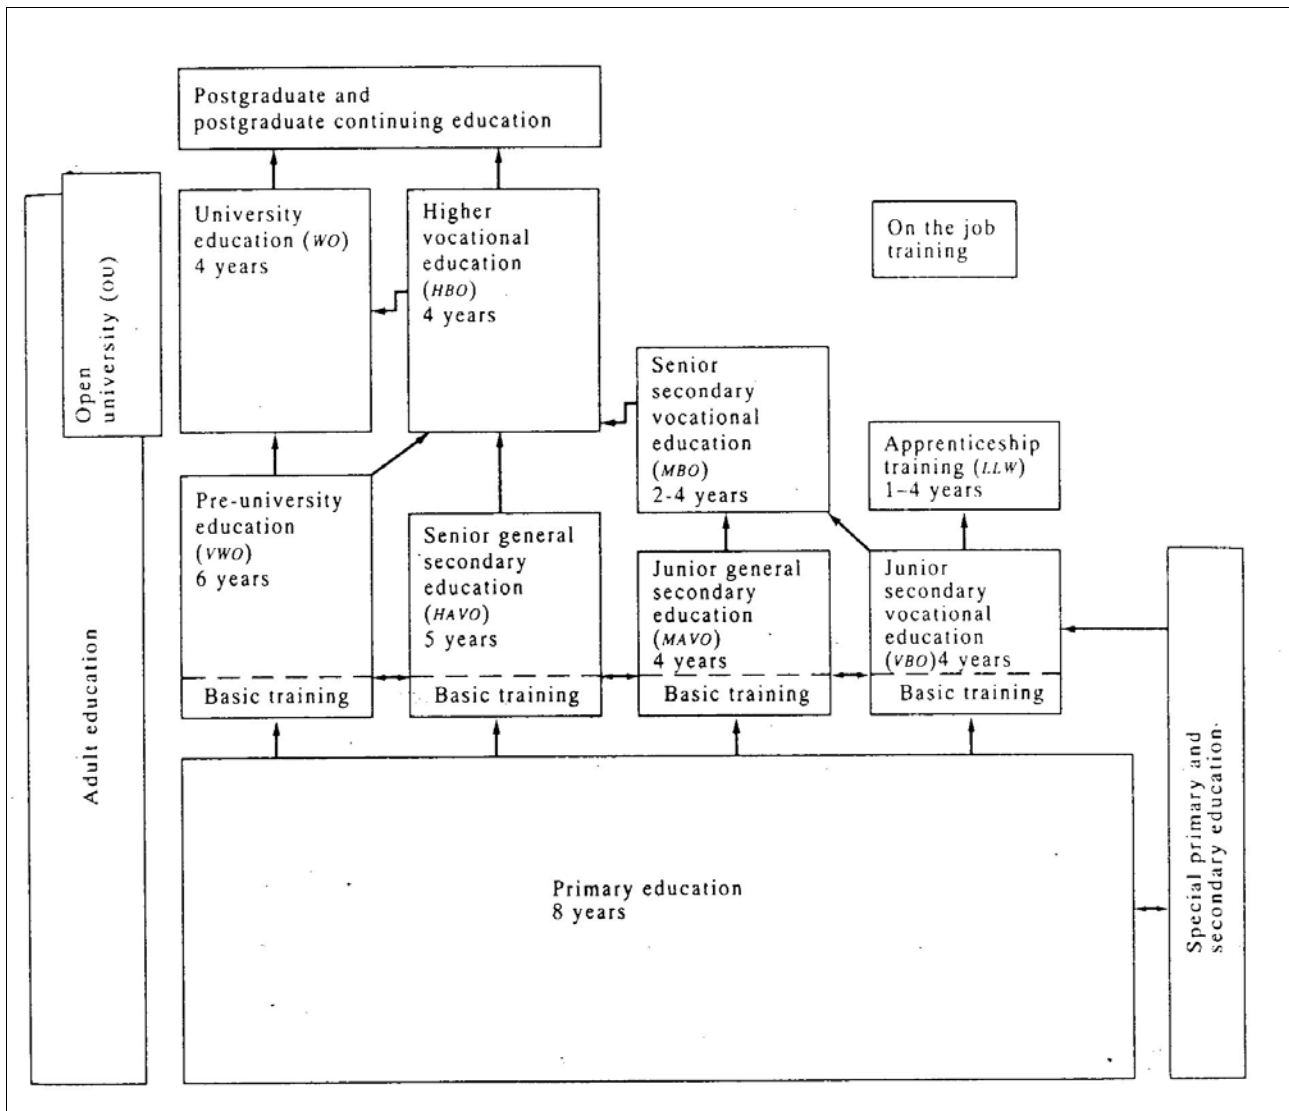 Postgraduate and
postgraduate continuing education
University
education (WO)
4 years
Higher
vocational
education
(HBO)
4 years
On the job
training
Open
university (OU)
Senior
secondary
vocational
education
(MBO)
2-4 years
Apprenticeship
training (LLW)
1–4 years
Pre-university
education
(VWO)
6 years
Senior general
secondary
education
(HAVO)
5 years
Junior general
secondary
education
(MAVO)
4 years
Junior
secondary
vocational
education
(VBO) 4 years
Basic training
Basic training
Basic training
Basic training
Adult education
Primary education
8 years
Special primary and
secondary education.